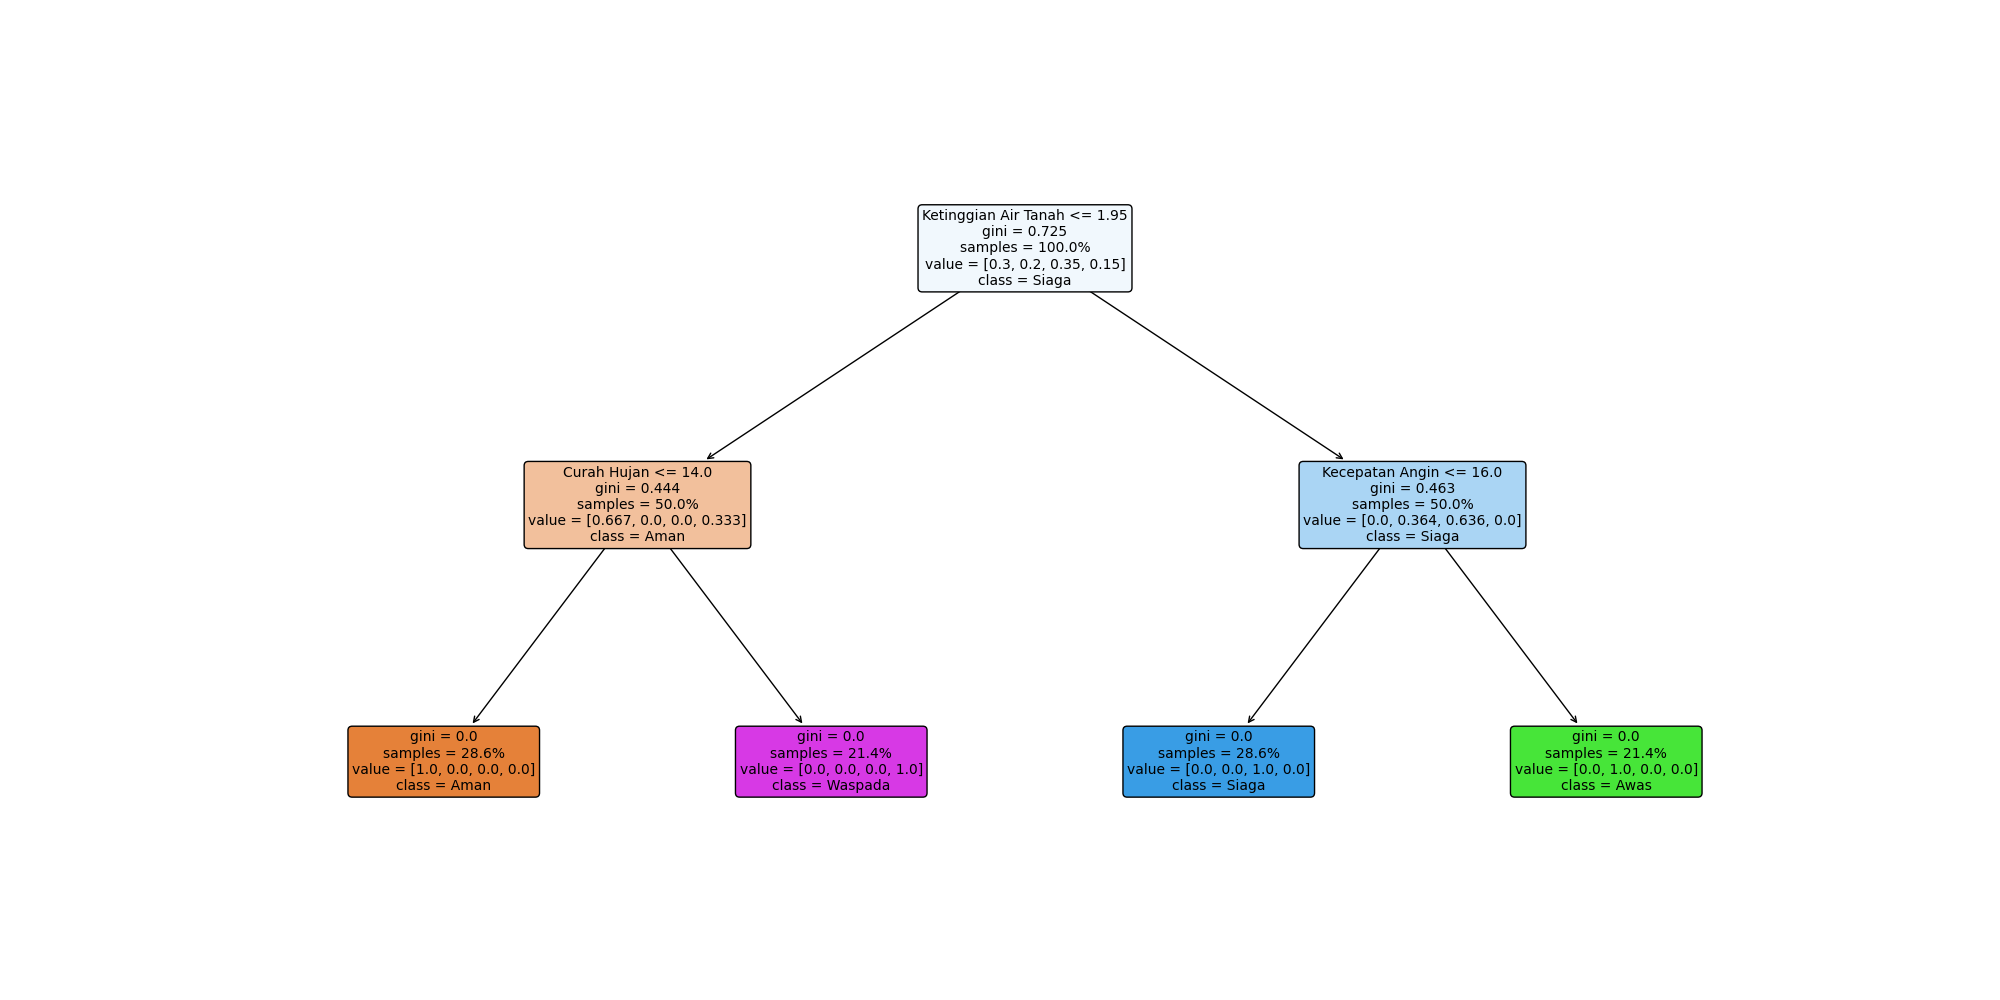 Ketinggian Air Tanah <= 1.95
gini = 0.725
samples = 100.0%
value = [0.3, 0.2, 0.35, 0.15]
class = Siaga
Curah Hujan <= 14.0
gini = 0.444
samples = 50.0%
value = [0.667, 0.0, 0.0, 0.333]
class = Aman
Kecepatan Angin <= 16.0
gini = 0.463
samples = 50.0%
value = [0.0, 0.364, 0.636, 0.0]
class = Siaga
gini = 0.0
samples = 28.6%
value = [1.0, 0.0, 0.0, 0.0]
class = Aman
gini = 0.0
samples = 21.4%
value = [0.0, 0.0, 0.0, 1.0]
class = Waspada
gini = 0.0
samples = 28.6%
value = [0.0, 0.0, 1.0, 0.0]
class = Siaga
gini = 0.0
samples = 21.4%
value = [0.0, 1.0, 0.0, 0.0]
class = Awas